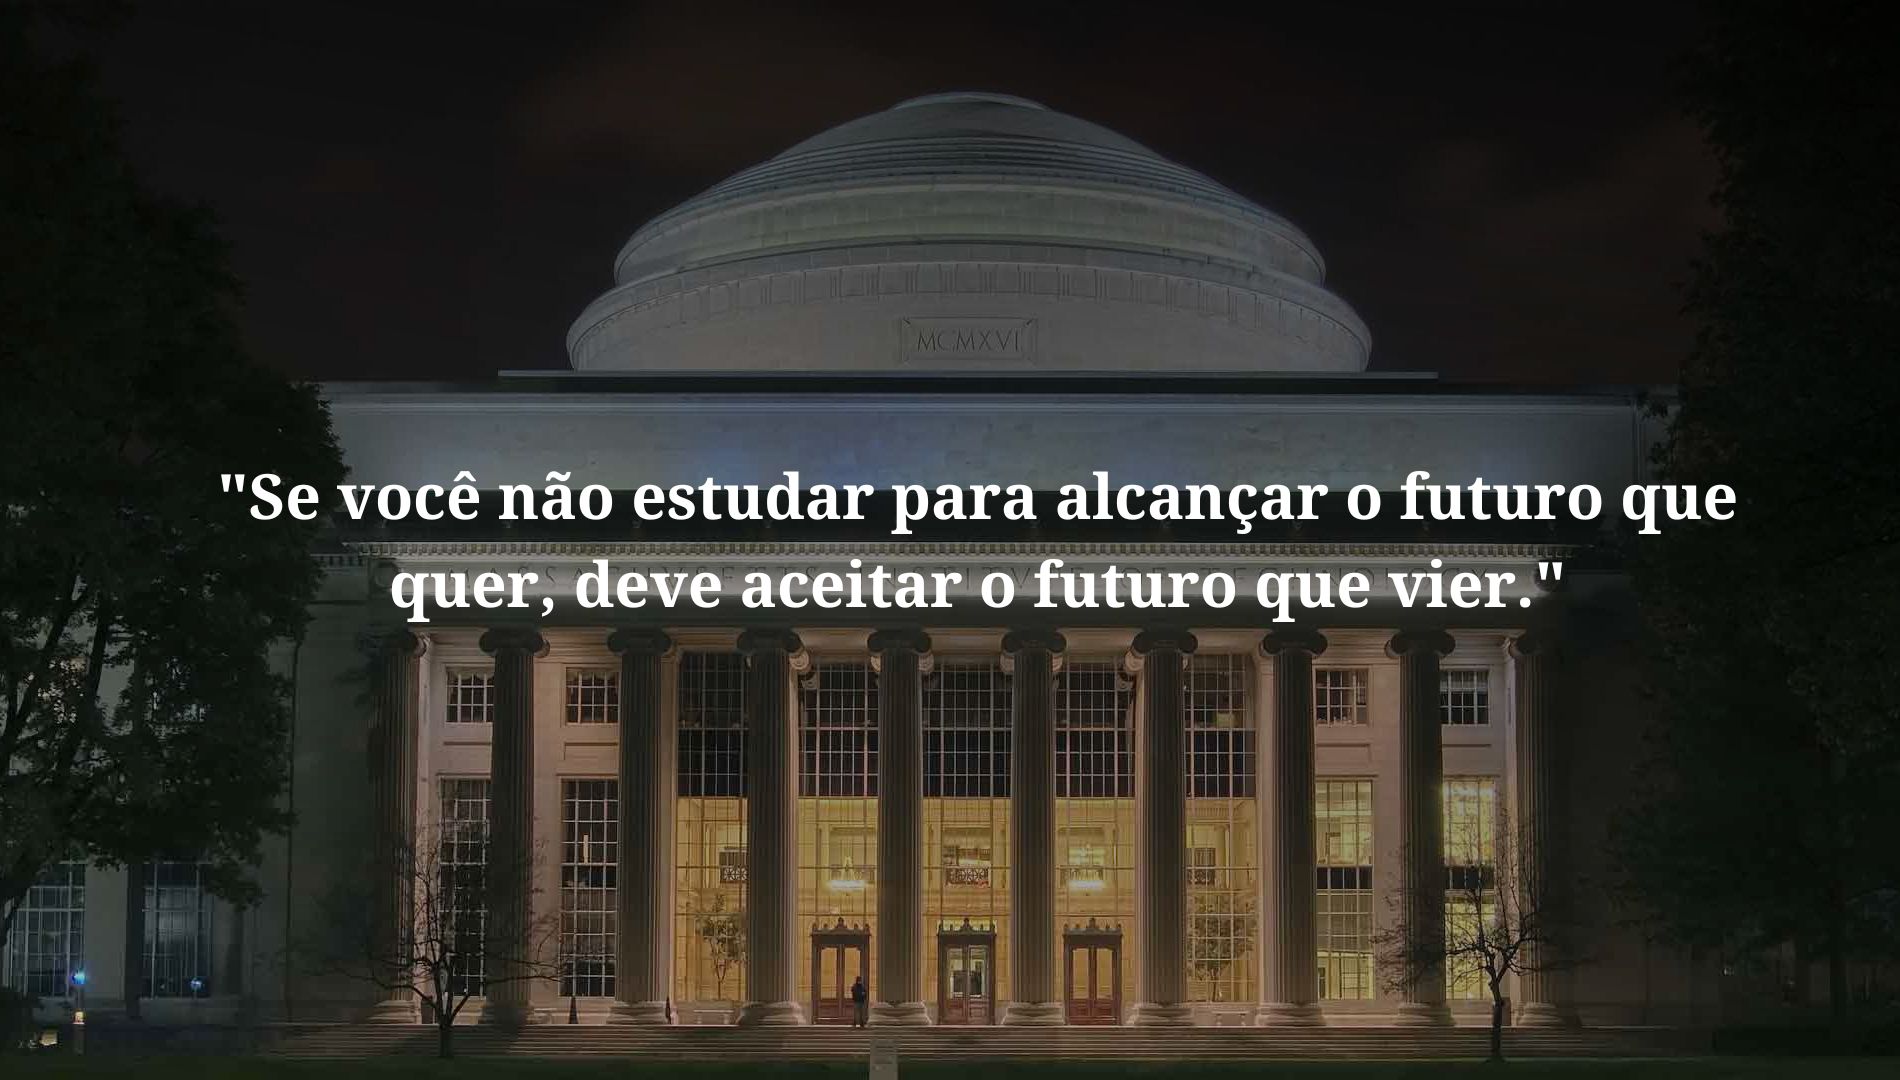 MCMXVI
"Se você não estudar para alcançar o futuro que
quer, deve aceitar o futuro que vier."